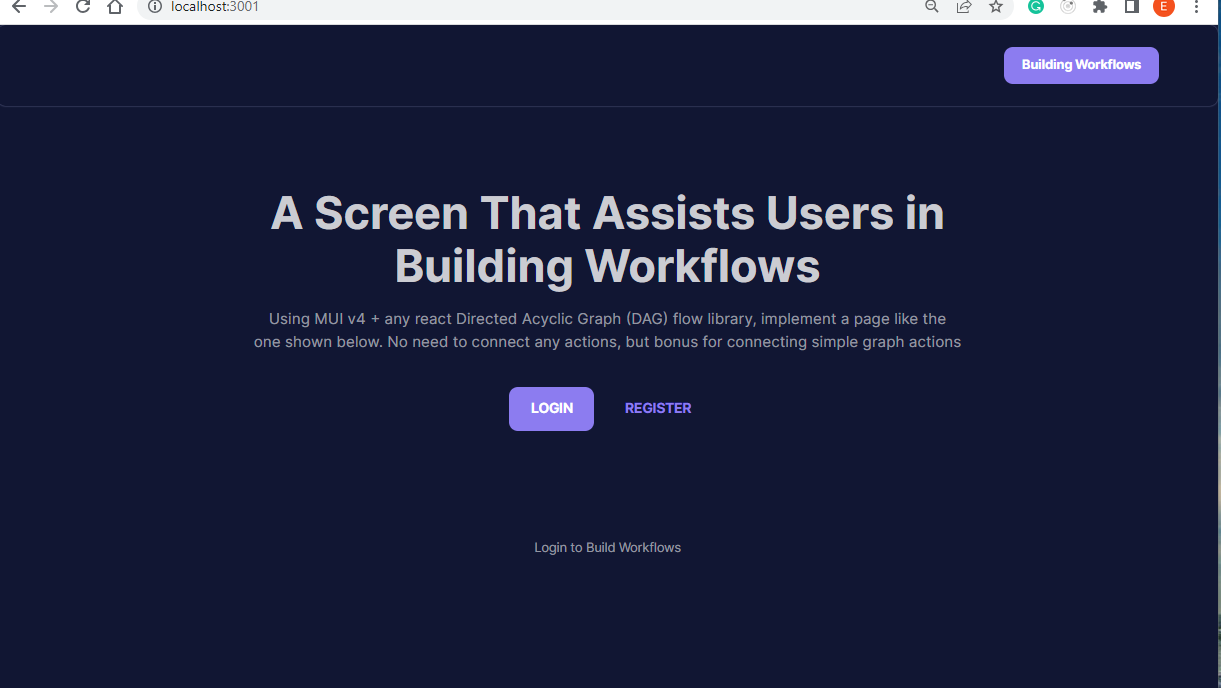 localhost:3001
G
E
Building Workflows
A Screen That Assists Users in
Building Workflows
Using MUI v4 + any react Directed Acyclic Graph (DAG) flow library, implement a page like the
one shown below. No need to connect any actions, but bonus for connecting simple graph actions
LOGIN
REGISTER
Login to Build Workflows